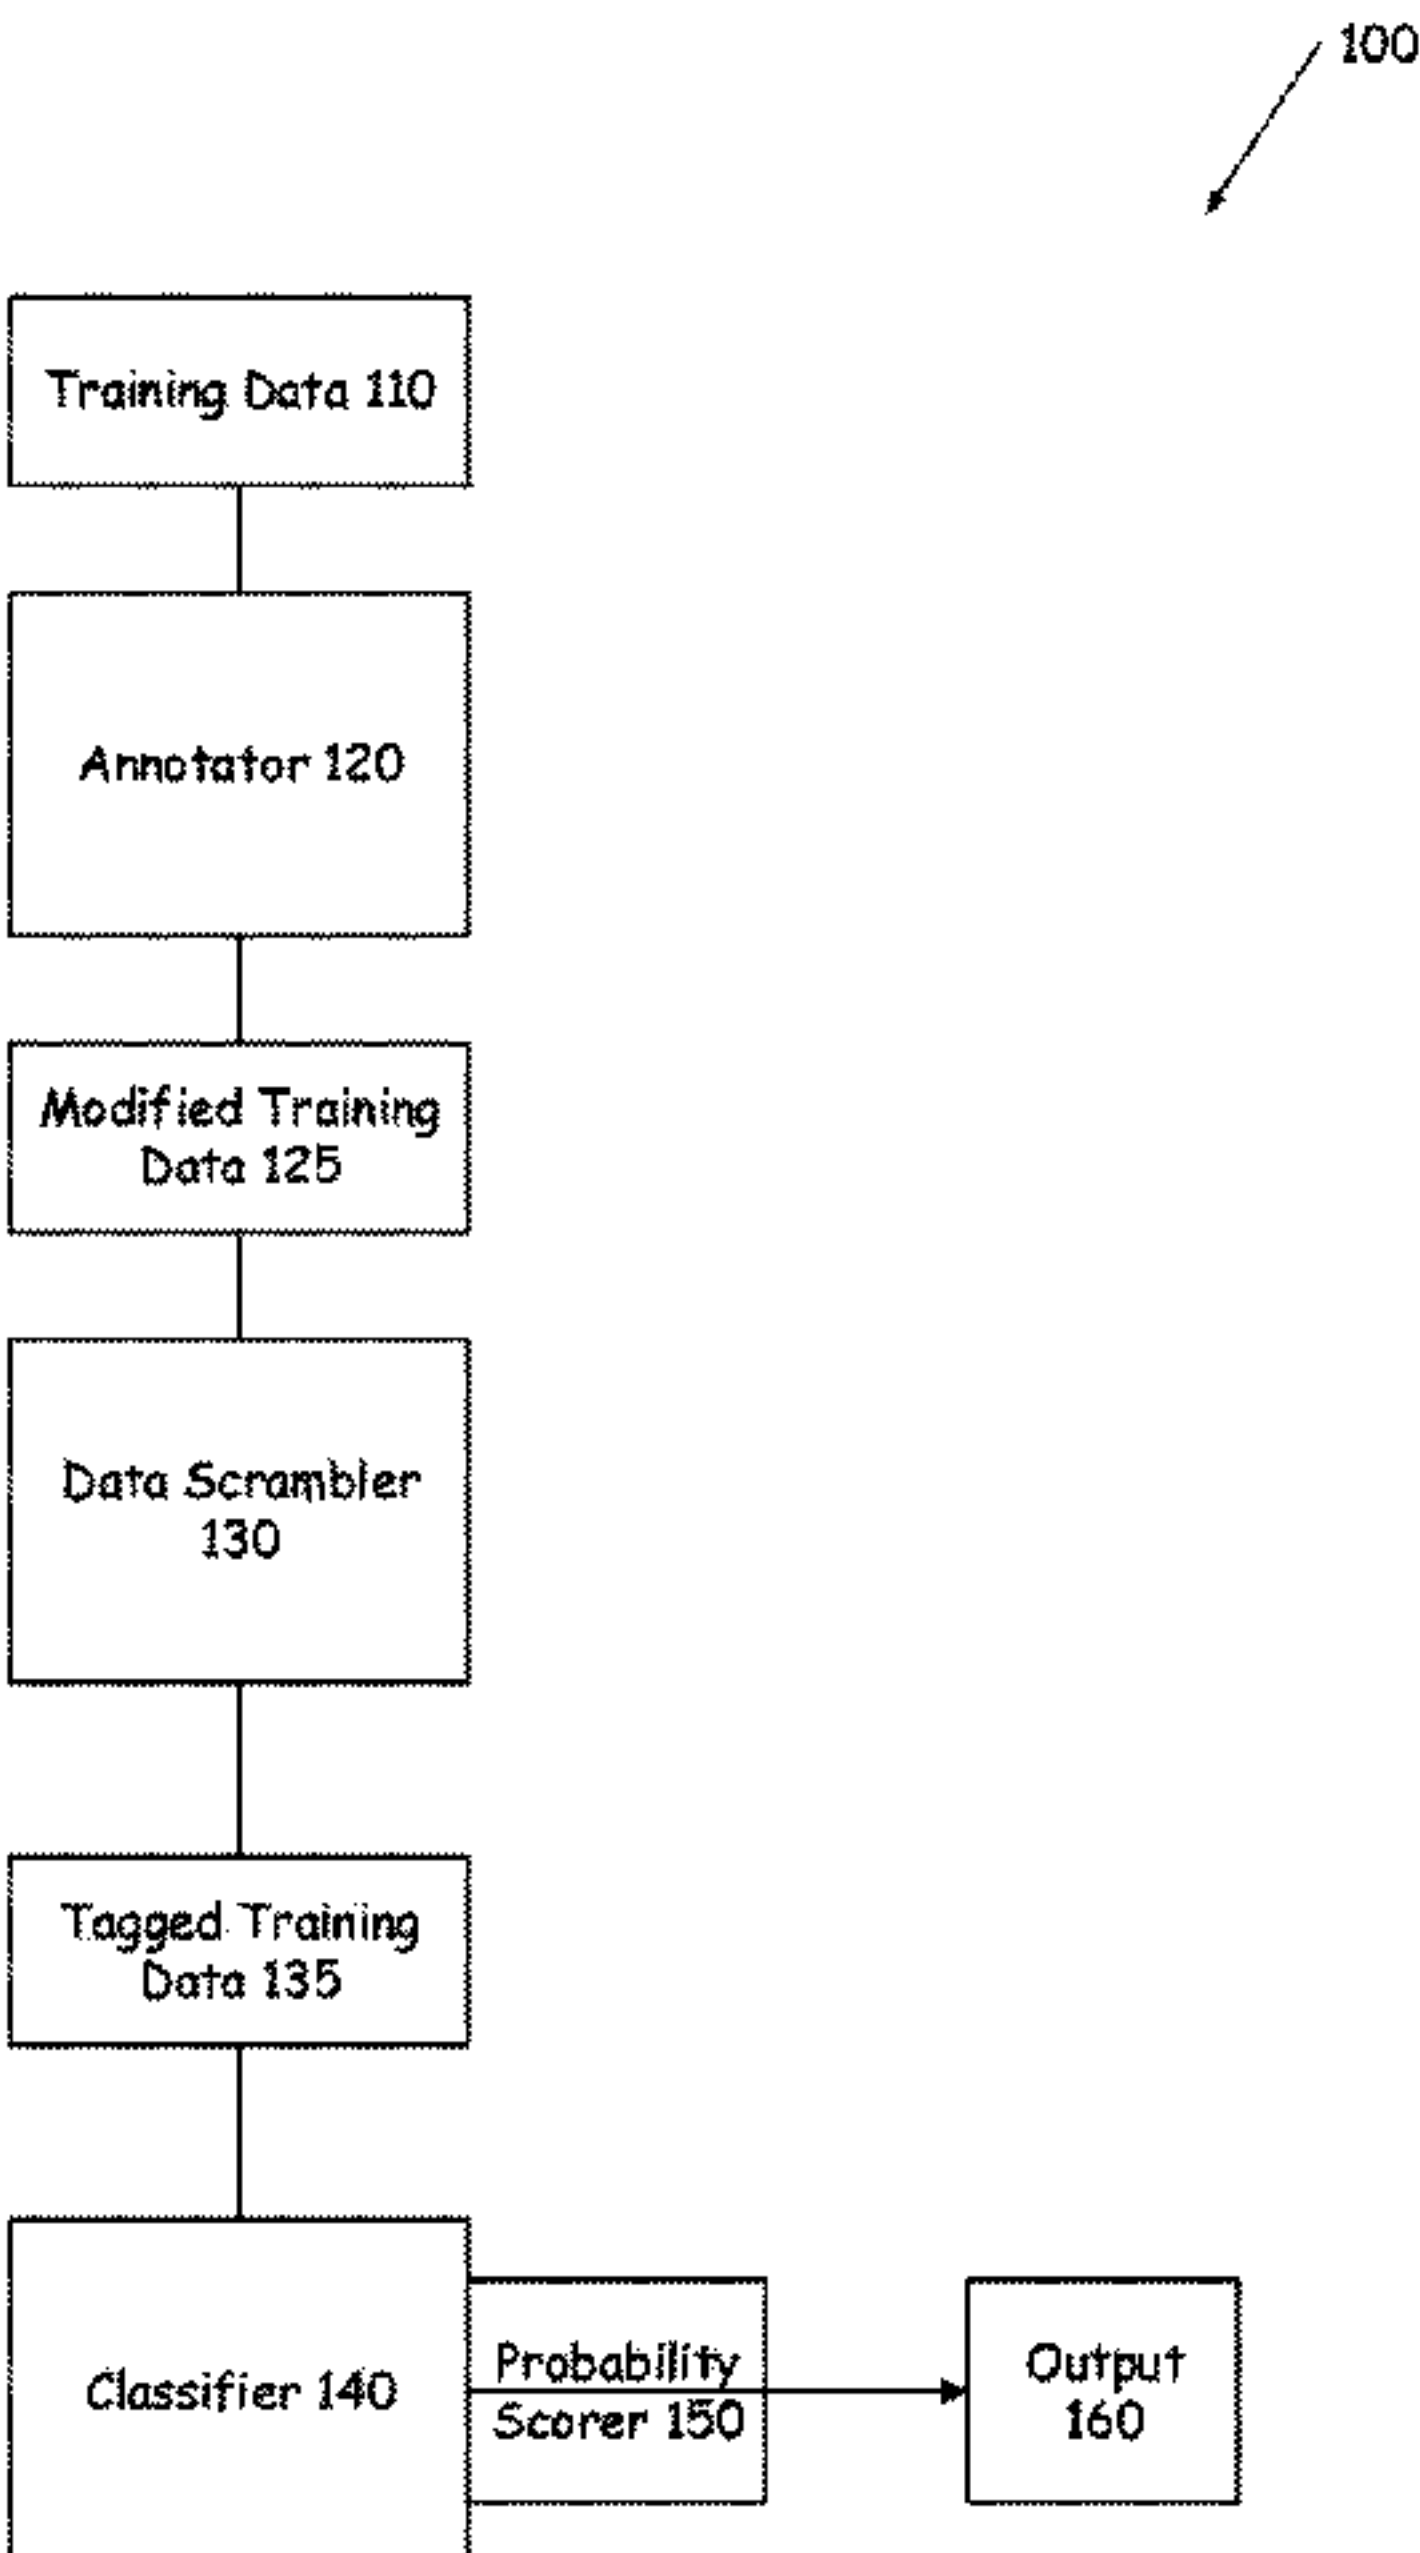 100
Training Data 110
Annotator 120
Modified Training
Data 125
Data Scrambler
130
Tagged Training
Data 135
Classifier 140
Probability
Scorer 150
Output
160